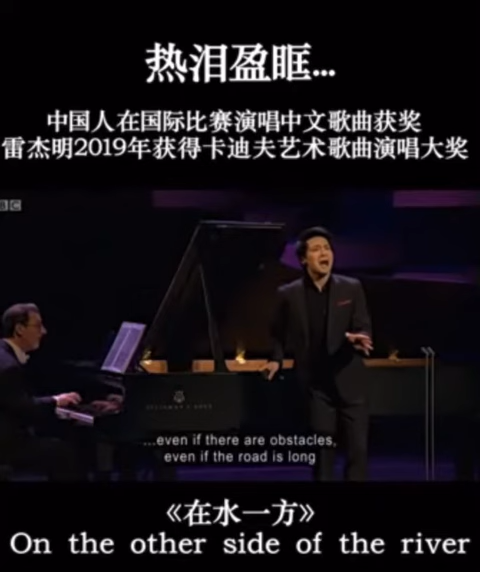 热泪盈眶...
中国人在国际比赛演唱中文歌曲获奖
雷杰明2019年获得卡迪夫艺术歌曲演唱大奖
BBC
STEINWAY & SONS
...even if there are obstacles,
even if the road is long
《在水一方》
On the other side of the river